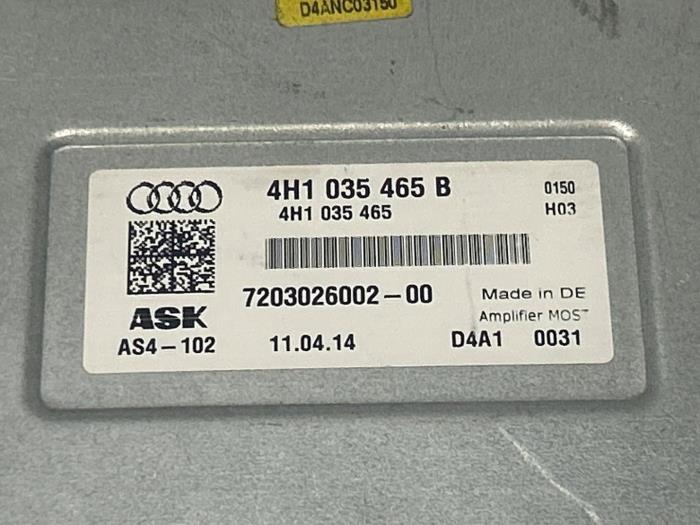 D4ANC03150
4H1 035 465 B
0150
4H1 035 465
H03
7203026002-00
Made in DE
ASK
Amplifier MOST
AS4-102
11.04.14
D4A1
0031